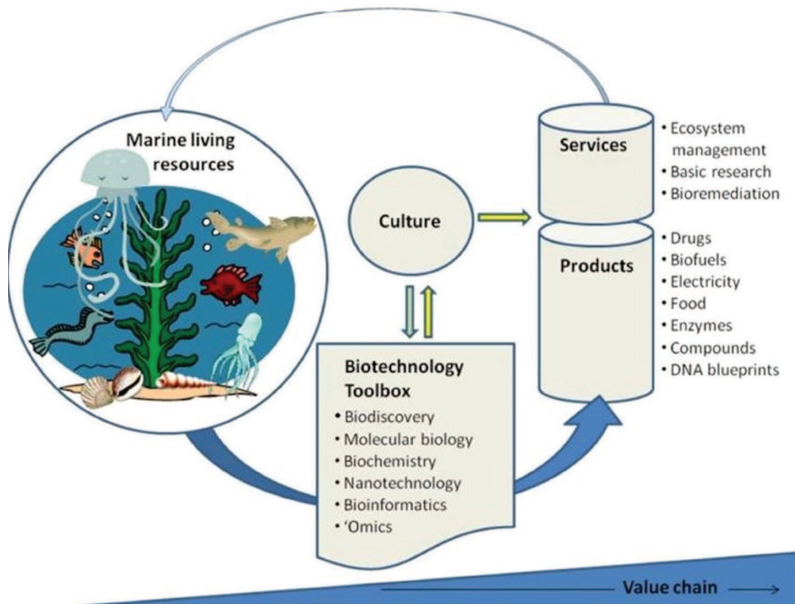 Marine living
resources
Culture
Services
• Ecosystem
management
• Basic research
• Bioremediation
Products
• Drugs
• Biofuels
• Electricity
• Food
• Enzymes
• Compounds
• DNA blueprints
Biotechnology
Toolbox
• Biodiscovery
• Molecular biology
• Biochemistry
• Nanotechnology
• Bioinformatics
• ‘Omics
Value chain